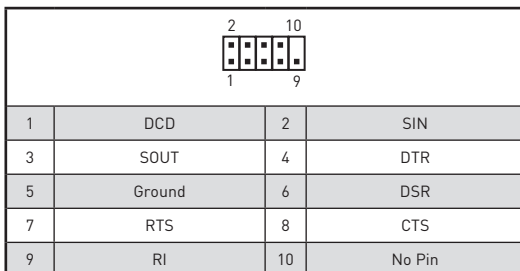 2 10
1 9
1 DCD 2 SIN
3 SOUT 4 DTR
5 Ground 6 DSR
7 RTS 8 CTS
9 RI 10 No Pin